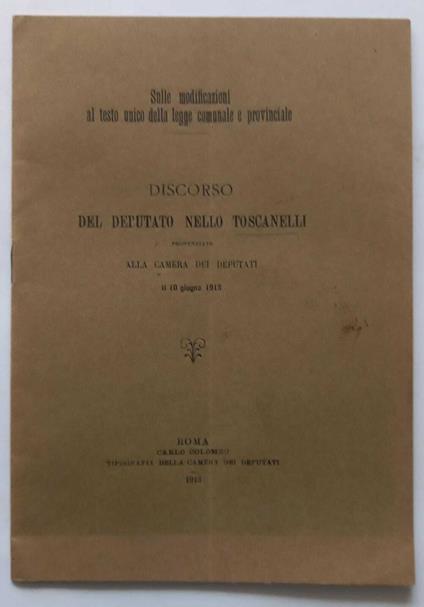 Sulle modificazioni
al testo unico della legge comunale e provinciale
DISCORSO
DEL DEPUTATO NELLO TOSCANELLI
PRONUNZIATO
ALLA CAMERA DEI DEPUTATI
il 10 giugno 1913
ROMA
CARLO COLOMBO
TIPOGRAFIA DELLA CAMERA DEI DEPUTATI
1913